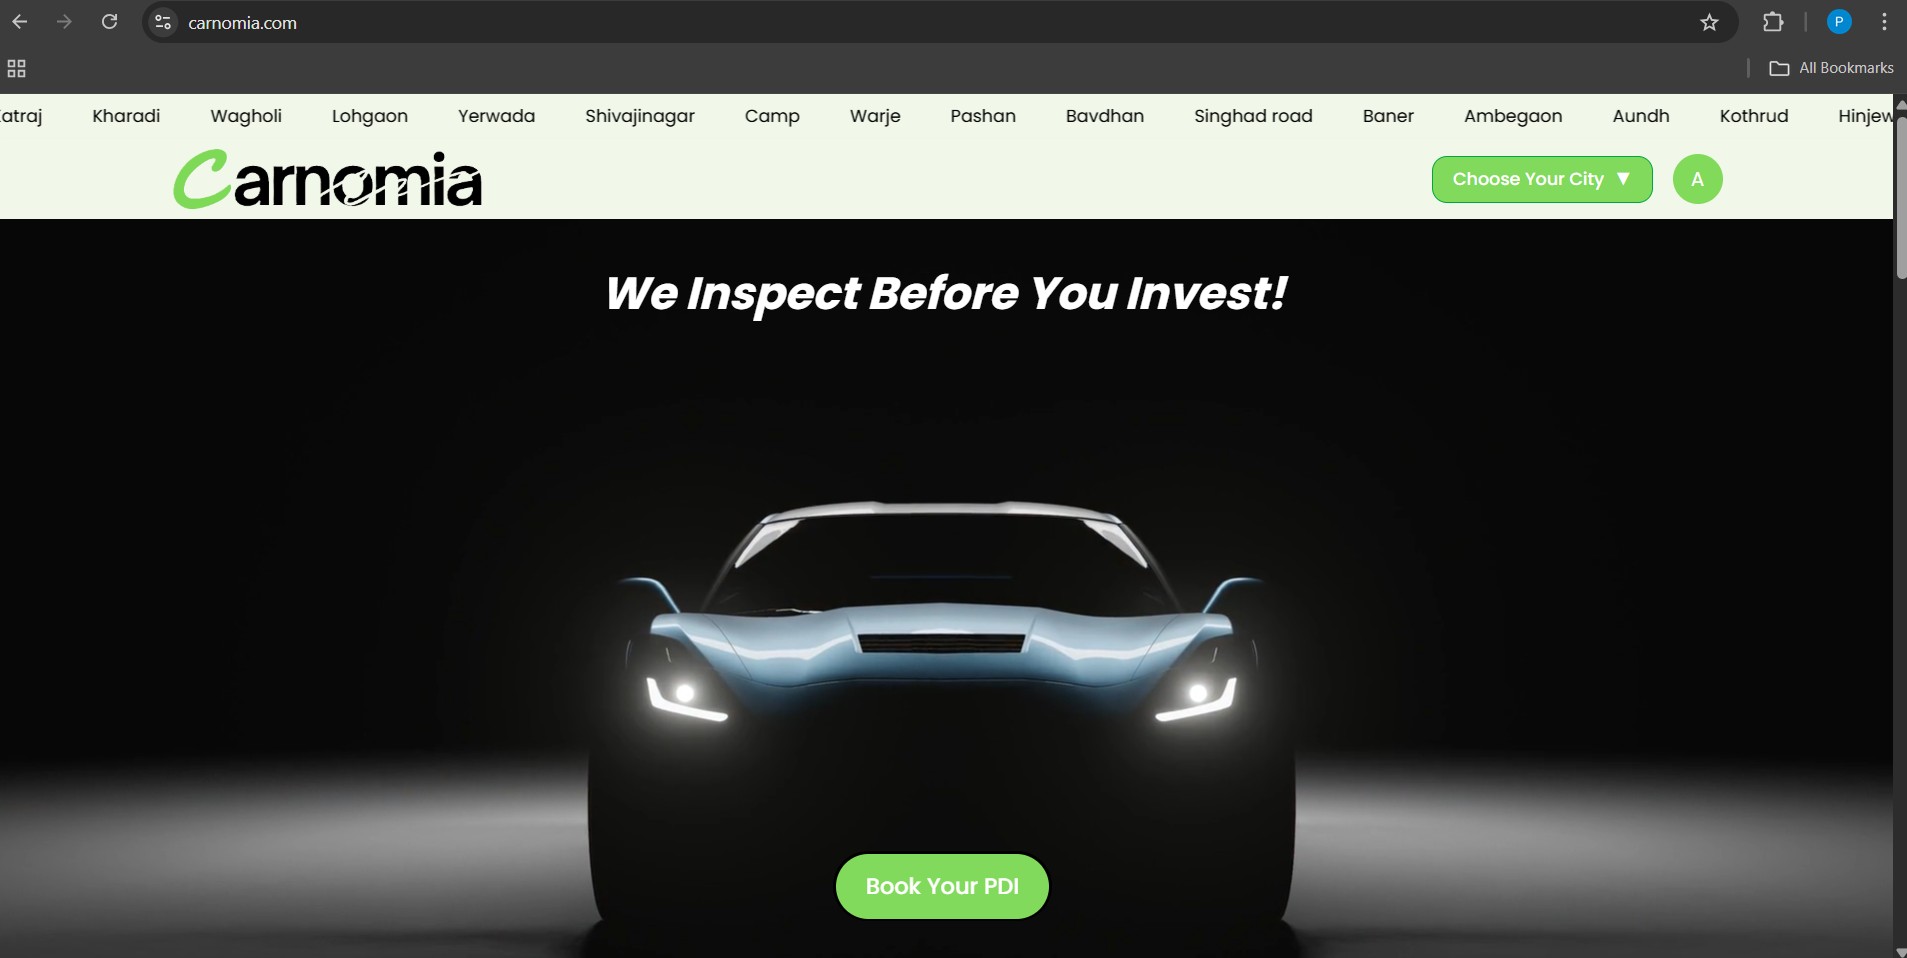 carnomia.com
P
All Bookmarks
atraj Kharadi Wagholi Lohgaon Yerwada Shivajinagar Camp Warje Pashan Bavdhan Singhad road Baner Ambegaon Aundh Kothrud Hinjew
Carnomia
Choose Your City ▼
A
We Inspect Before You Invest!
Book Your PDI